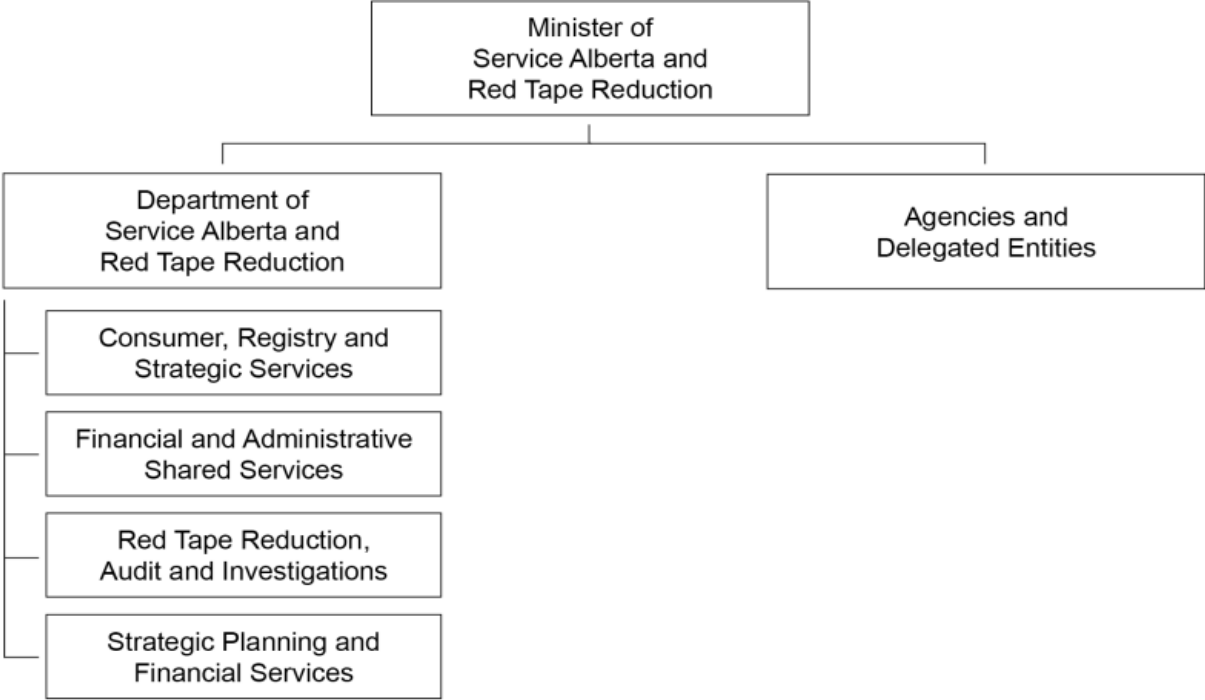 Minister of
Service Alberta and
Red Tape Reduction
Department of
Service Alberta and
Red Tape Reduction
Agencies and
Delegated Entities
Consumer, Registry and
Strategic Services
Financial and Administrative
Shared Services
Red Tape Reduction,
Audit and Investigations
Strategic Planning and
Financial Services